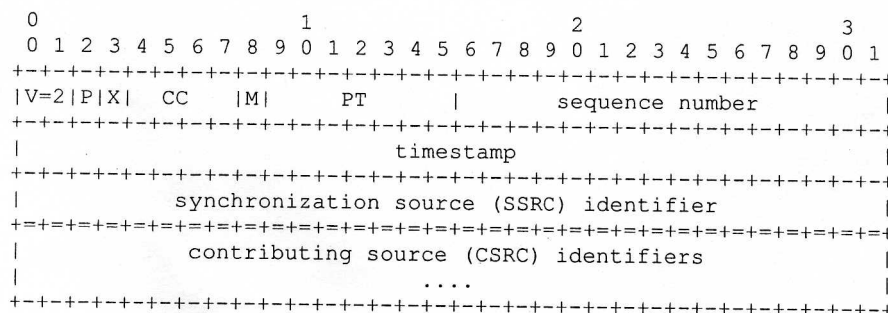 0                   1                   2                   3
0 1 2 3 4 5 6 7 8 9 0 1 2 3 4 5 6 7 8 9 0 1 2 3 4 5 6 7 8 9 0 1
+-+-+-+-+-+-+-+-+-+-+-+-+-+-+-+-+-+-+-+-+-+-+-+-+-+-+-+-+-+-+-+-+
|V=2|P|X|  CC   |M|     PT      |       sequence number         |
+-+-+-+-+-+-+-+-+-+-+-+-+-+-+-+-+-+-+-+-+-+-+-+-+-+-+-+-+-+-+-+-+
|                           timestamp                           |
+-+-+-+-+-+-+-+-+-+-+-+-+-+-+-+-+-+-+-+-+-+-+-+-+-+-+-+-+-+-+-+-+
|           synchronization source (SSRC) identifier            |
+=+=+=+=+=+=+=+=+=+=+=+=+=+=+=+=+=+=+=+=+=+=+=+=+=+=+=+=+=+=+=+=+
|            contributing source (CSRC) identifiers             |
|                             ....                              |
+-+-+-+-+-+-+-+-+-+-+-+-+-+-+-+-+-+-+-+-+-+-+-+-+-+-+-+-+-+-+-+-+